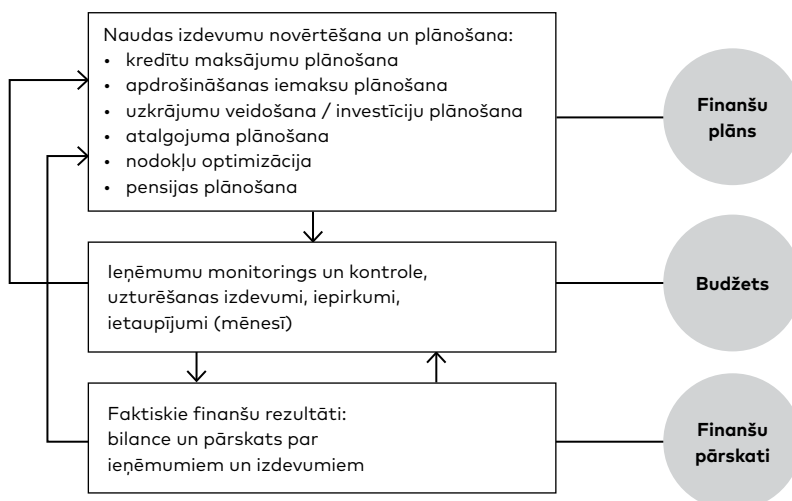 Naudas izdevumu novērtēšana un plānošana:
• kredītu maksājumu plānošana
• apdrošināšanas iemaksu plānošana
• uzkrājumu veidošana / investīciju plānošana
• atalgojuma plānošana
• nodokļu optimizācija
• pensijas plānošana
Finanšu
plāns
Ieņēmumu monitorings un kontrole,
uzturēšanas izdevumi, iepirkumi,
ietaupījumi (mēnesī)
Budžets
Faktiskie finanšu rezultāti:
bilance un pārskats par
ieņēmumiem un izdevumiem
Finanšu
pārskati